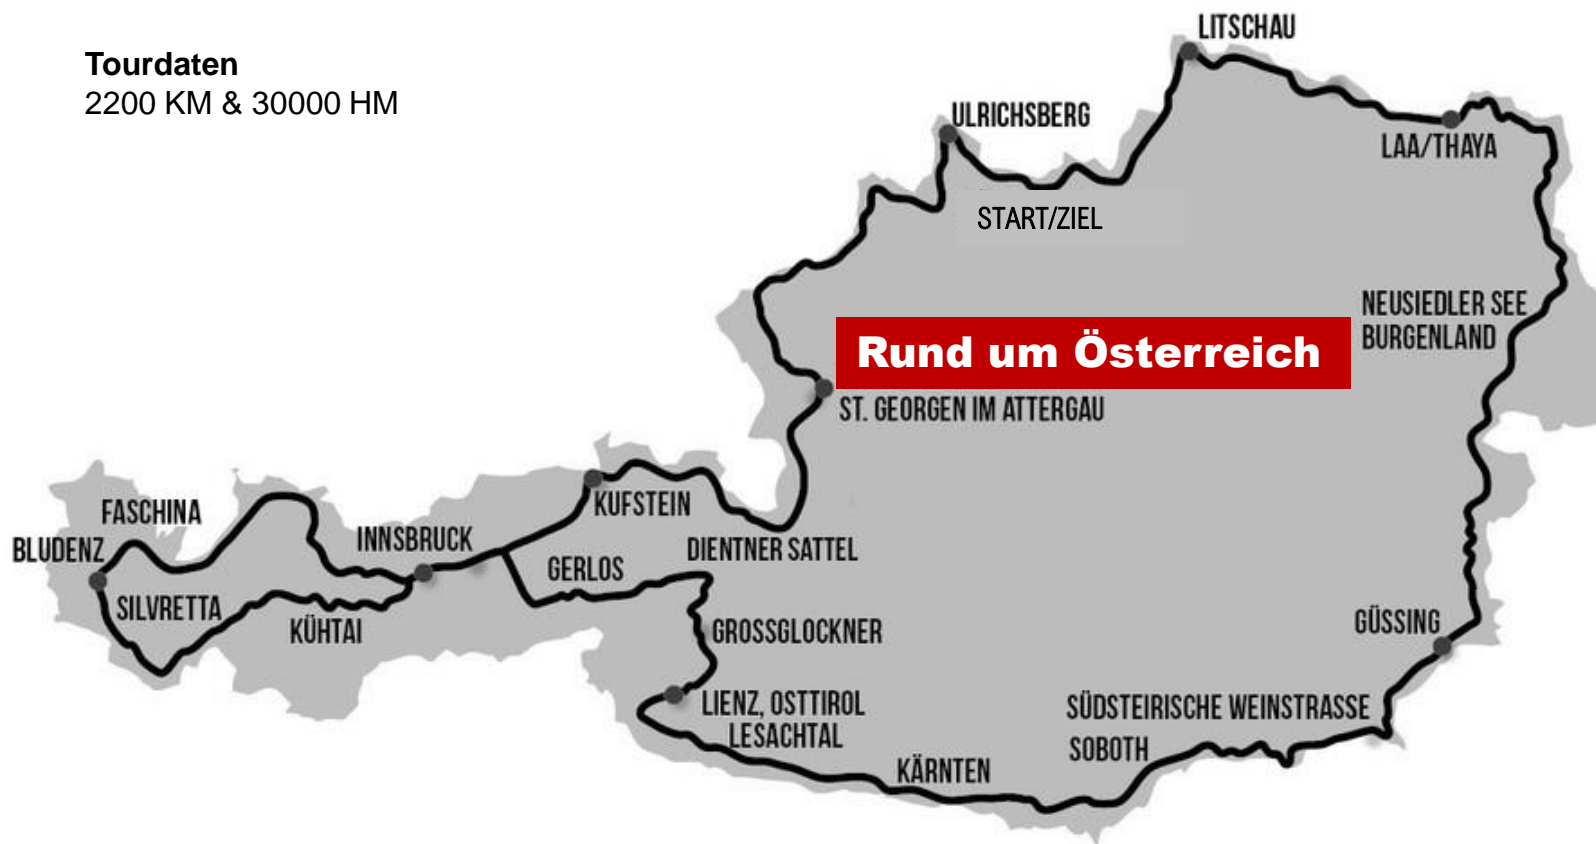 Tourdaten
2200 KM & 30000 HM
LITSCHAU
ULRICHSBERG
LAA/THAYA
START/ZIEL
NEUSIEDLER SEE
BURGENLAND
Rund um Österreich
ST. GEORGEN IM ATTERGAU
FASCHINA
KUFSTEIN
INNSBRUCK
BLUDENZ
DIENTNER SATTEL
GERLOS
SILVRETTA
KÜHTAI
GROSSGLOCKNER
GÜSSING
LIENZ, OSTTIROL
LESACHTAL
SÜDSTEIRISCHE WEINSTRASSE
SOBOTH
KÄRNTEN